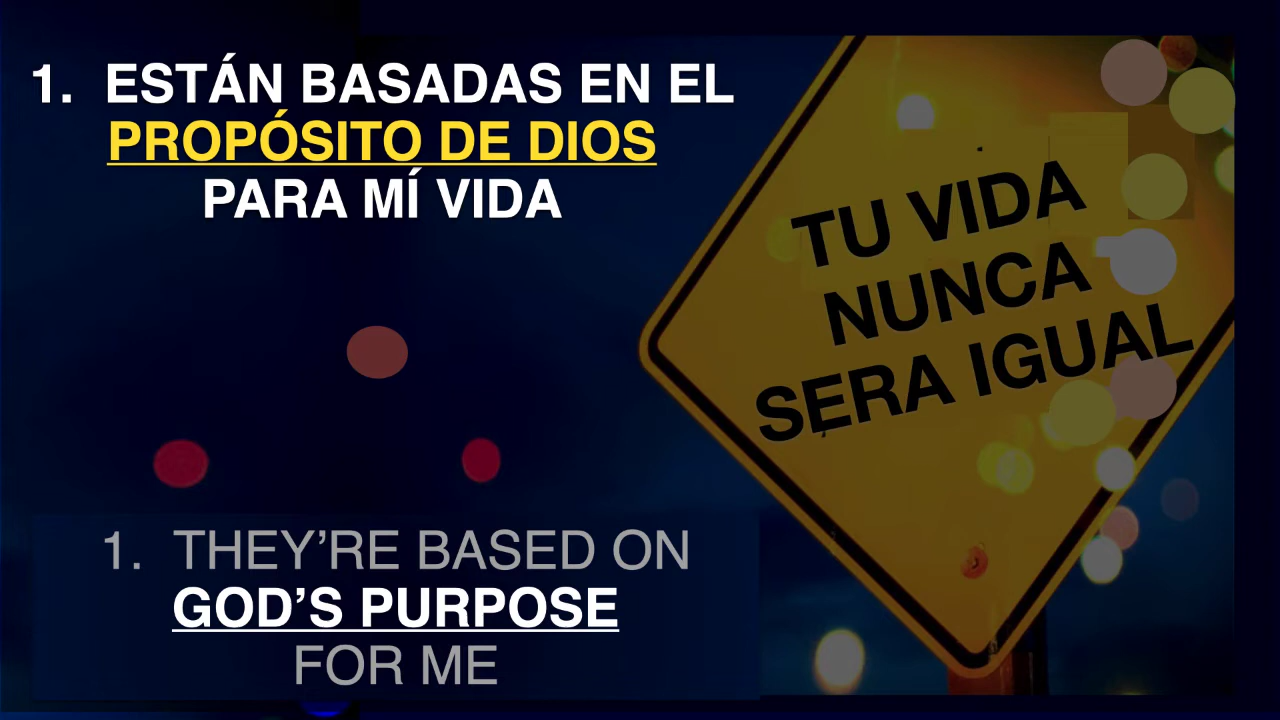 1. ESTÁN BASADAS EN EL
PROPÓSITO DE DIOS
PARA MÍ VIDA
TU VIDA
NUNCA
SERA IGUAL
1. THEY’RE BASED ON
GOD’S PURPOSE
FOR ME